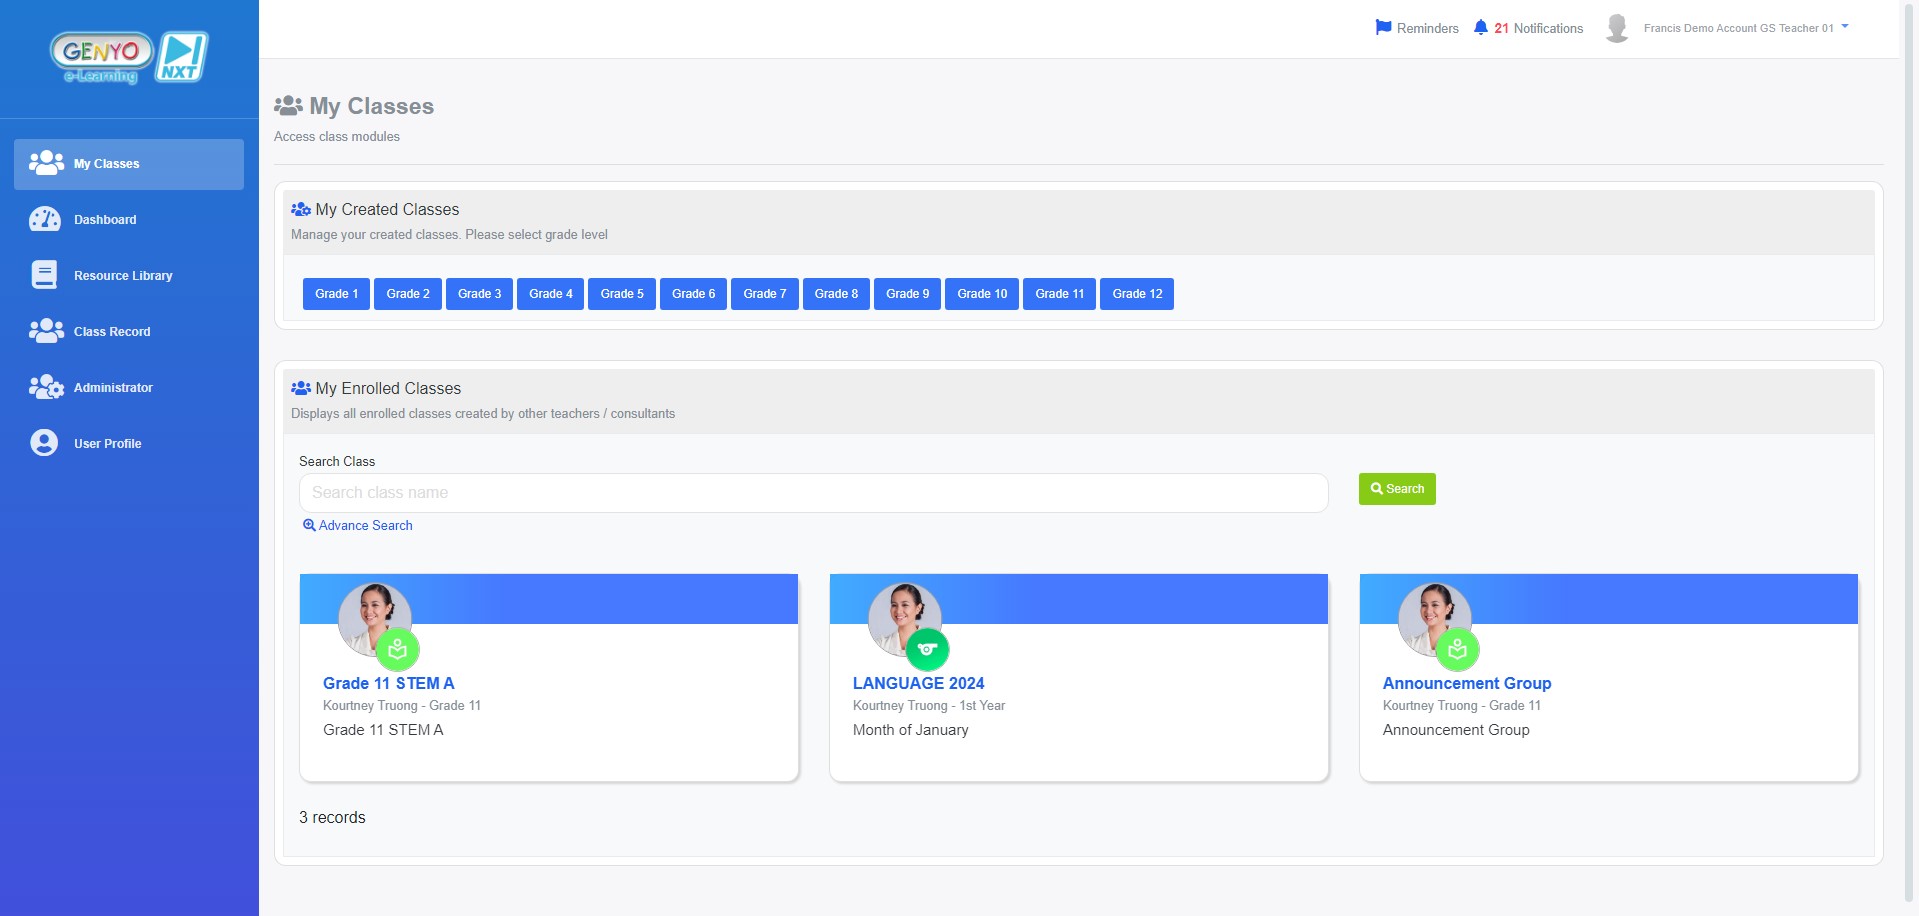 GENYO
e-Learning
NXT
Reminders
21 Notifications
Francis Demo Account GS Teacher 01
My Classes
Dashboard
Resource Library
Class Record
Administrator
User Profile
My Classes
Access class modules
My Created Classes
Manage your created classes. Please select grade level
Grade 1 Grade 2 Grade 3 Grade 4 Grade 5 Grade 6 Grade 7 Grade 8 Grade 9 Grade 10 Grade 11 Grade 12
My Enrolled Classes
Displays all enrolled classes created by other teachers / consultants
Search Class
Search class name
Search
Advance Search
Grade 11 STEM A
Kourtney Truong - Grade 11
Grade 11 STEM A
LANGUAGE 2024
Kourtney Truong - 1st Year
Month of January
Announcement Group
Kourtney Truong - Grade 11
Announcement Group
3 records